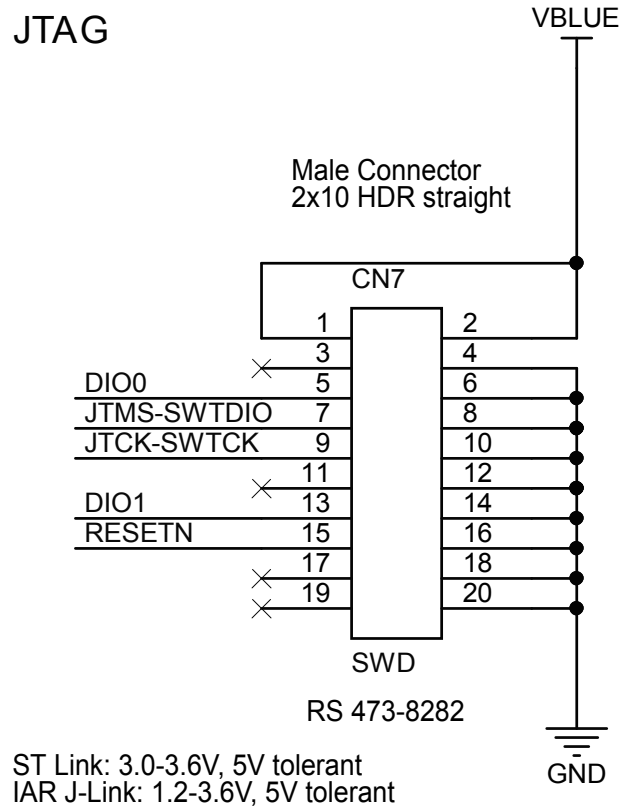 JTAG
VBLUE
Male Connector
2x10 HDR straight
CN7
1 2
3 4
DIO0 5 6
JTMS-SWTDIO 7 8
JTCK-SWTCK 9 10
11 12
DIO1 13 14
RESETN 15 16
17 18
19 20
SWD
RS 473-8282
GND
ST Link: 3.0-3.6V, 5V tolerant
IAR J-Link: 1.2-3.6V, 5V tolerant